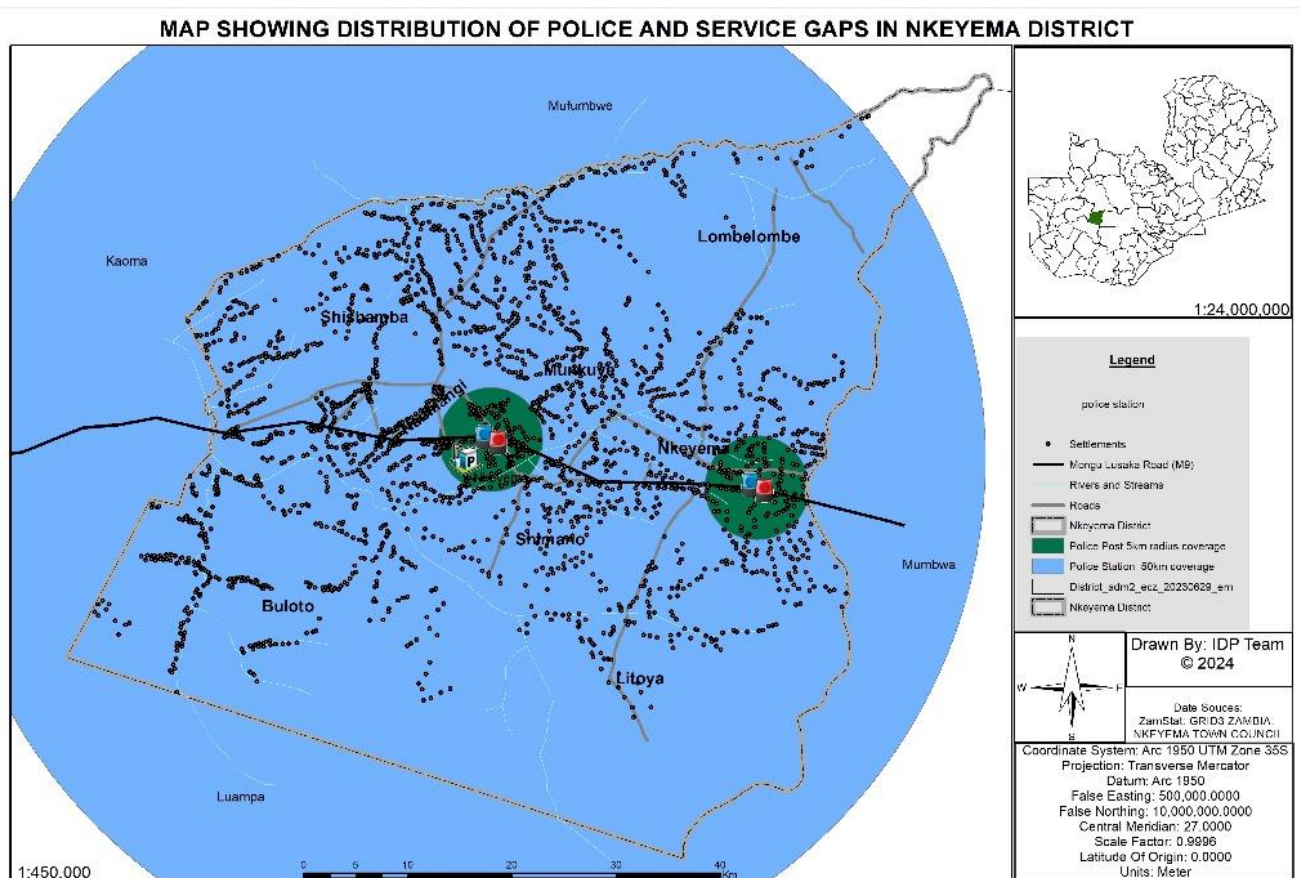 MAP SHOWING DISTRIBUTION OF POLICE AND SERVICE GAPS IN NKEYEMA DISTRICT
Mufumbwe
Kaoma
Lombelombe
Shishamba
Munkuye
Nkeyema
P
Shimano
Mumbwa
Buloto
Litoya
Luampa
1:450,000
0 5 10 20 30 40
Km
1:24,000,000
Legend
police station
Settlements
Mongu Lusaka Road (M9)
Rivers and Streams
Roads
Nkeyema District
Police Post 5km radius coverage
Police Station 50km coverage
District_adm2_ecz_20230629_em
Nkeyema District
N
W
E
S
Drawn By: IDP Team
© 2024
Date Souces:
ZamStat: GRID3 ZAMBIA:
NKEYEMA TOWN COUNCIL
Coordinate System: Arc 1950 UTM Zone 35S
Projection: Transverse Mercator
Datum: Arc 1950
False Easting: 500,000.0000
False Northing: 10,000,000.0000
Central Meridian: 27.0000
Scale Factor: 0.9996
Latitude Of Origin: 0.0000
Units: Meter